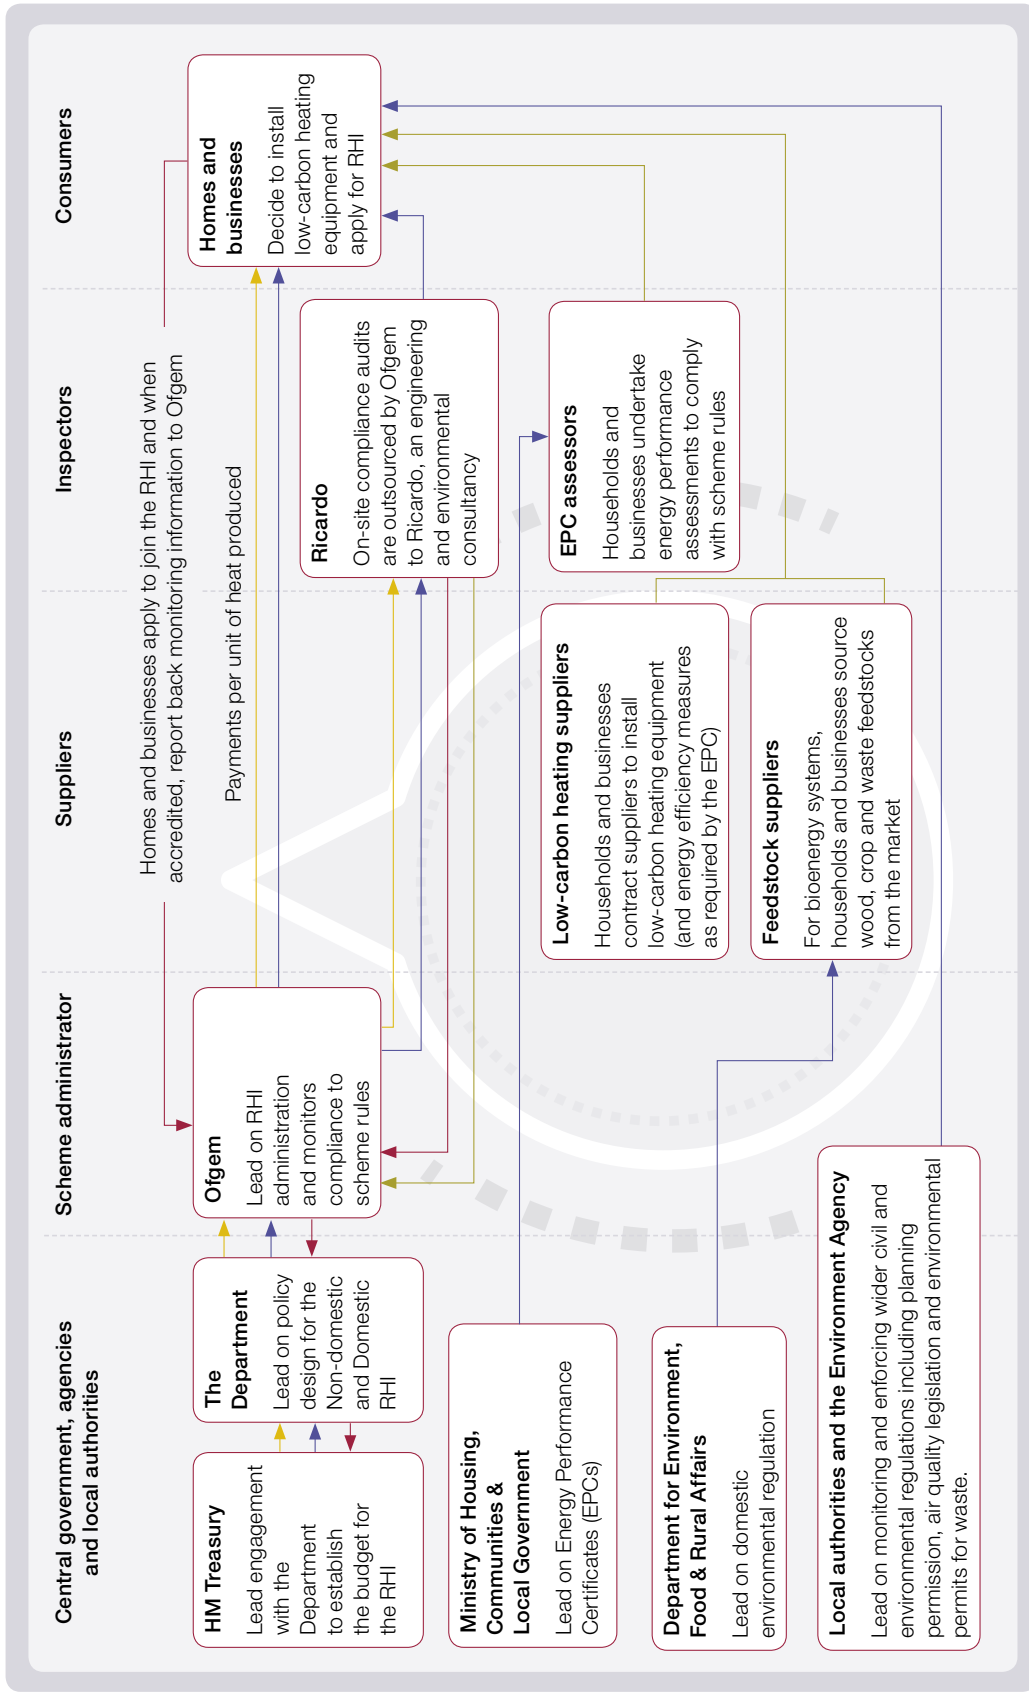 Central government, agencies
and local authorities
Scheme administrator
Suppliers
Inspectors
Consumers
Homes and businesses apply to join the RHI and when
accredited, report back monitoring information to Ofgem
Payments per unit of heat produced
HM Treasury
Lead engagement
with the
Department
to establish
the budget for
the RHI
The
Department
Lead on policy
design for the
Non-domestic
and Domestic
RHI
Ofgem
Lead on RHI
administration
and monitors
compliance to
scheme rules
Homes and
businesses
Decide to install
low-carbon heating
equipment and
apply for RHI
Ricardo
On-site compliance audits
are outsourced by Ofgem
to Ricardo, an engineering
and environmental
consultancy
Ministry of Housing,
Communities &
Local Government
Lead on Energy Performance
Certificates (EPCs)
EPC assessors
Households and
businesses undertake
energy performance
assessments to comply
with scheme rules
Low-carbon heating suppliers
Households and businesses
contract suppliers to install
low-carbon heating equipment
(and energy efficiency measures
as required by the EPC)
Department for Environment,
Food & Rural Affairs
Lead on domestic
environmental regulation
Feedstock suppliers
For bioenergy systems,
households and businesses source
wood, crop and waste feedstocks
from the market
Local authorities and the Environment Agency
Lead on monitoring and enforcing wider civil and
environmental regulations including planning
permission, air quality legislation and environmental
permits for waste.